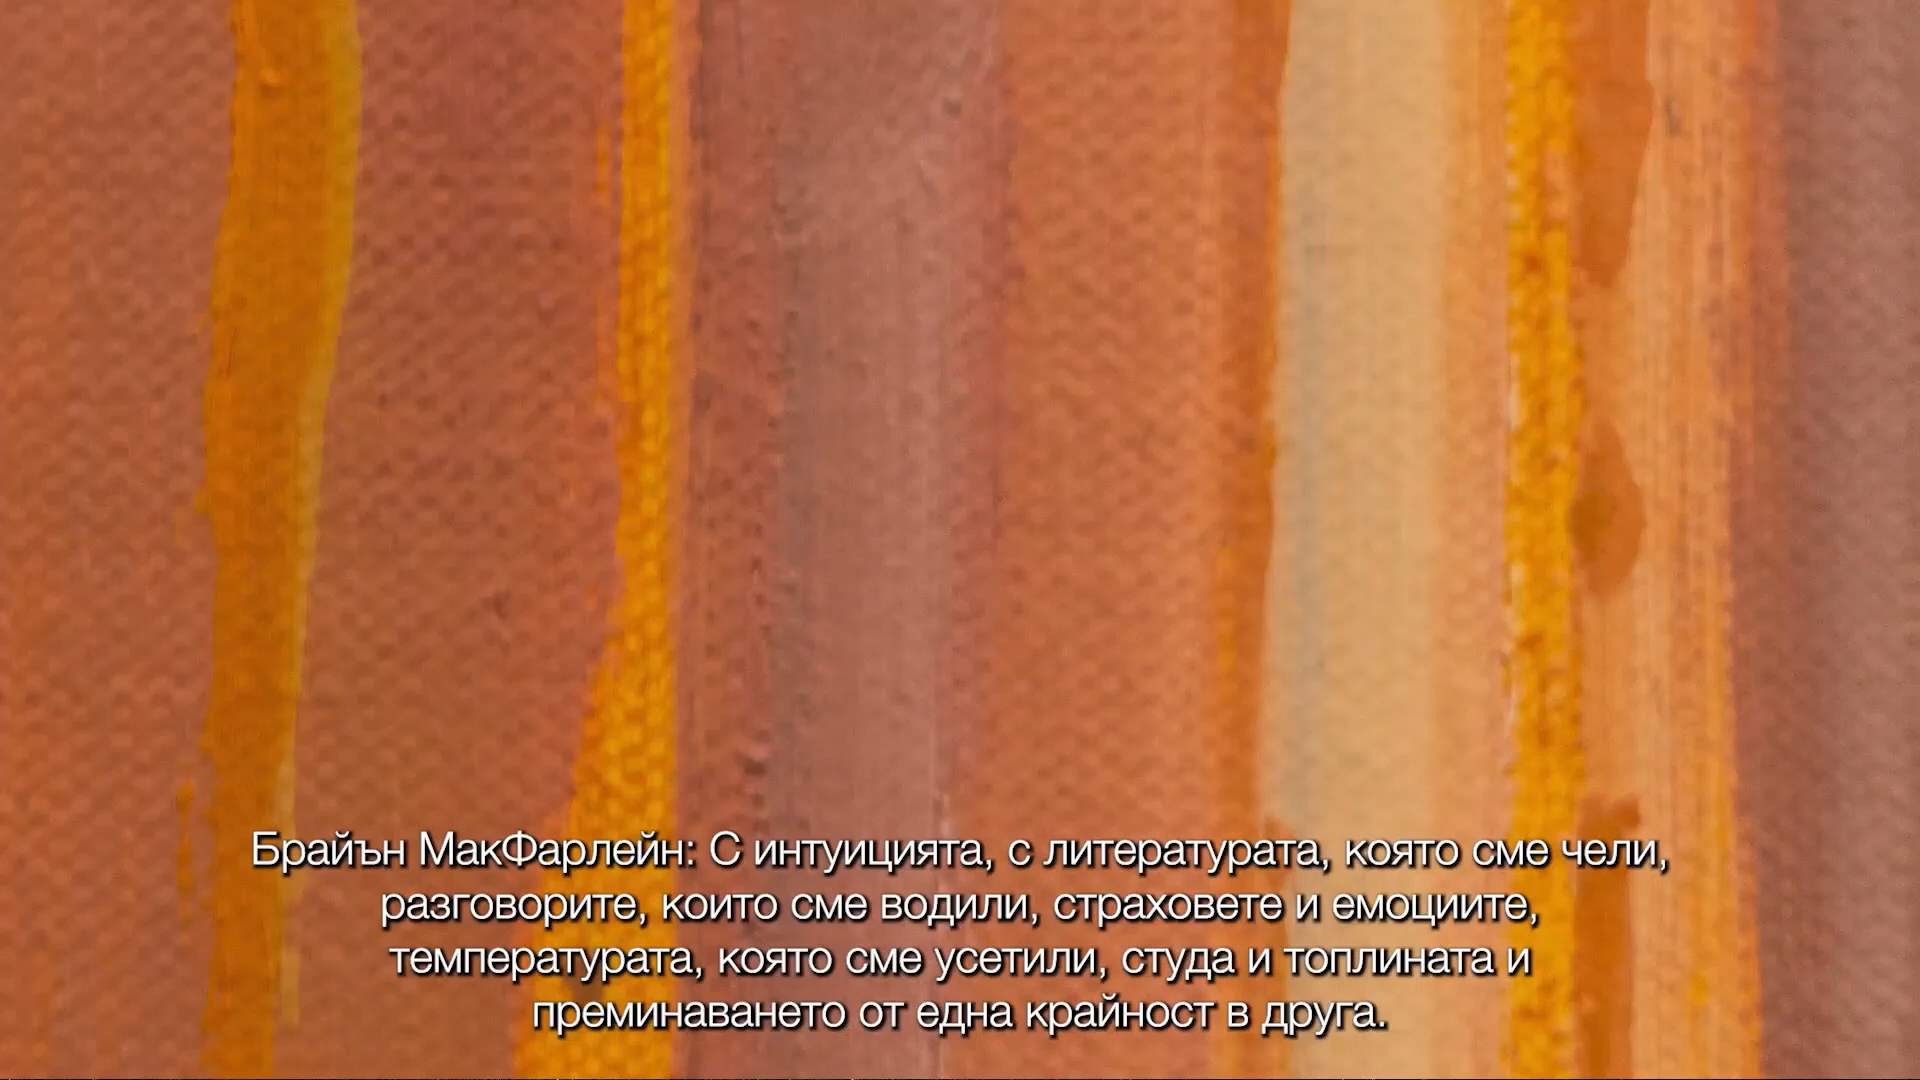 Брайън МакФарлейн: С интуицията, с литературата, която сме чели,
разговорите, които сме водили, страховете и емоциите,
температурата, която сме усетили, студа и топлината и
преминаването от една крайност в друга.